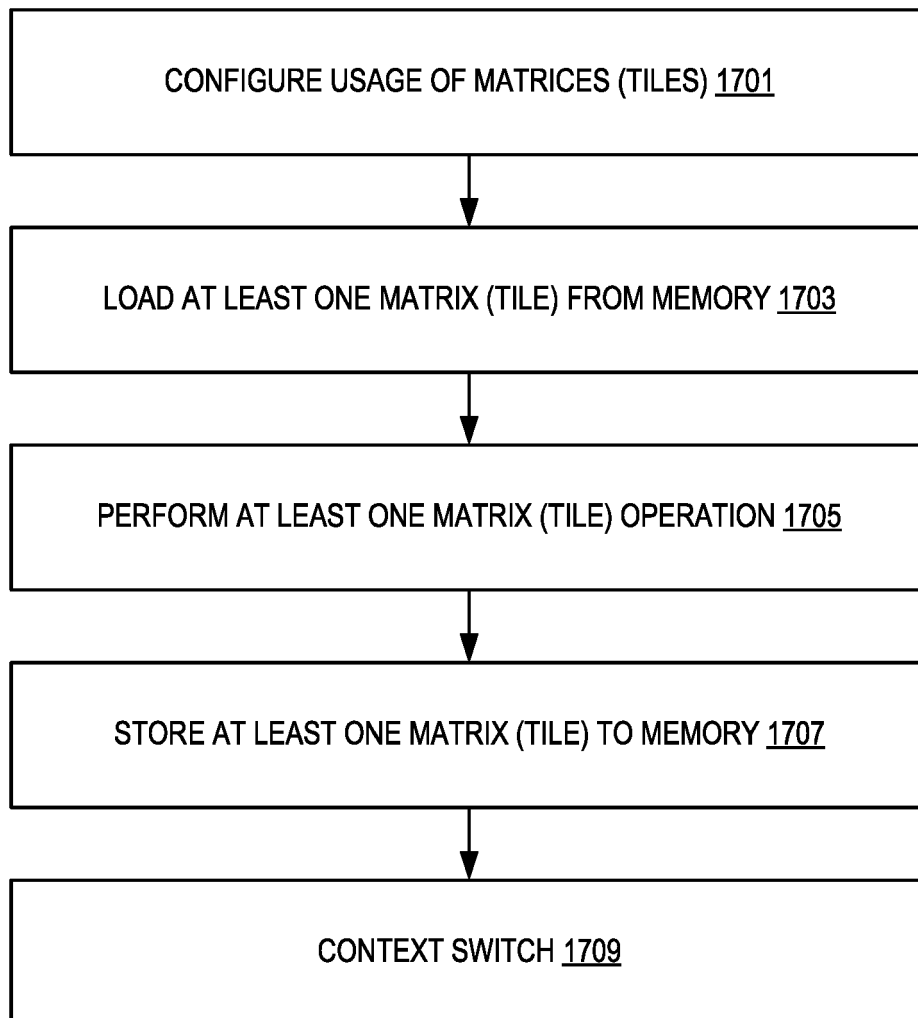 CONFIGURE USAGE OF MATRICES (TILES) 1701
LOAD AT LEAST ONE MATRIX (TILE) FROM MEMORY 1703
PERFORM AT LEAST ONE MATRIX (TILE) OPERATION 1705
STORE AT LEAST ONE MATRIX (TILE) TO MEMORY 1707
CONTEXT SWITCH 1709